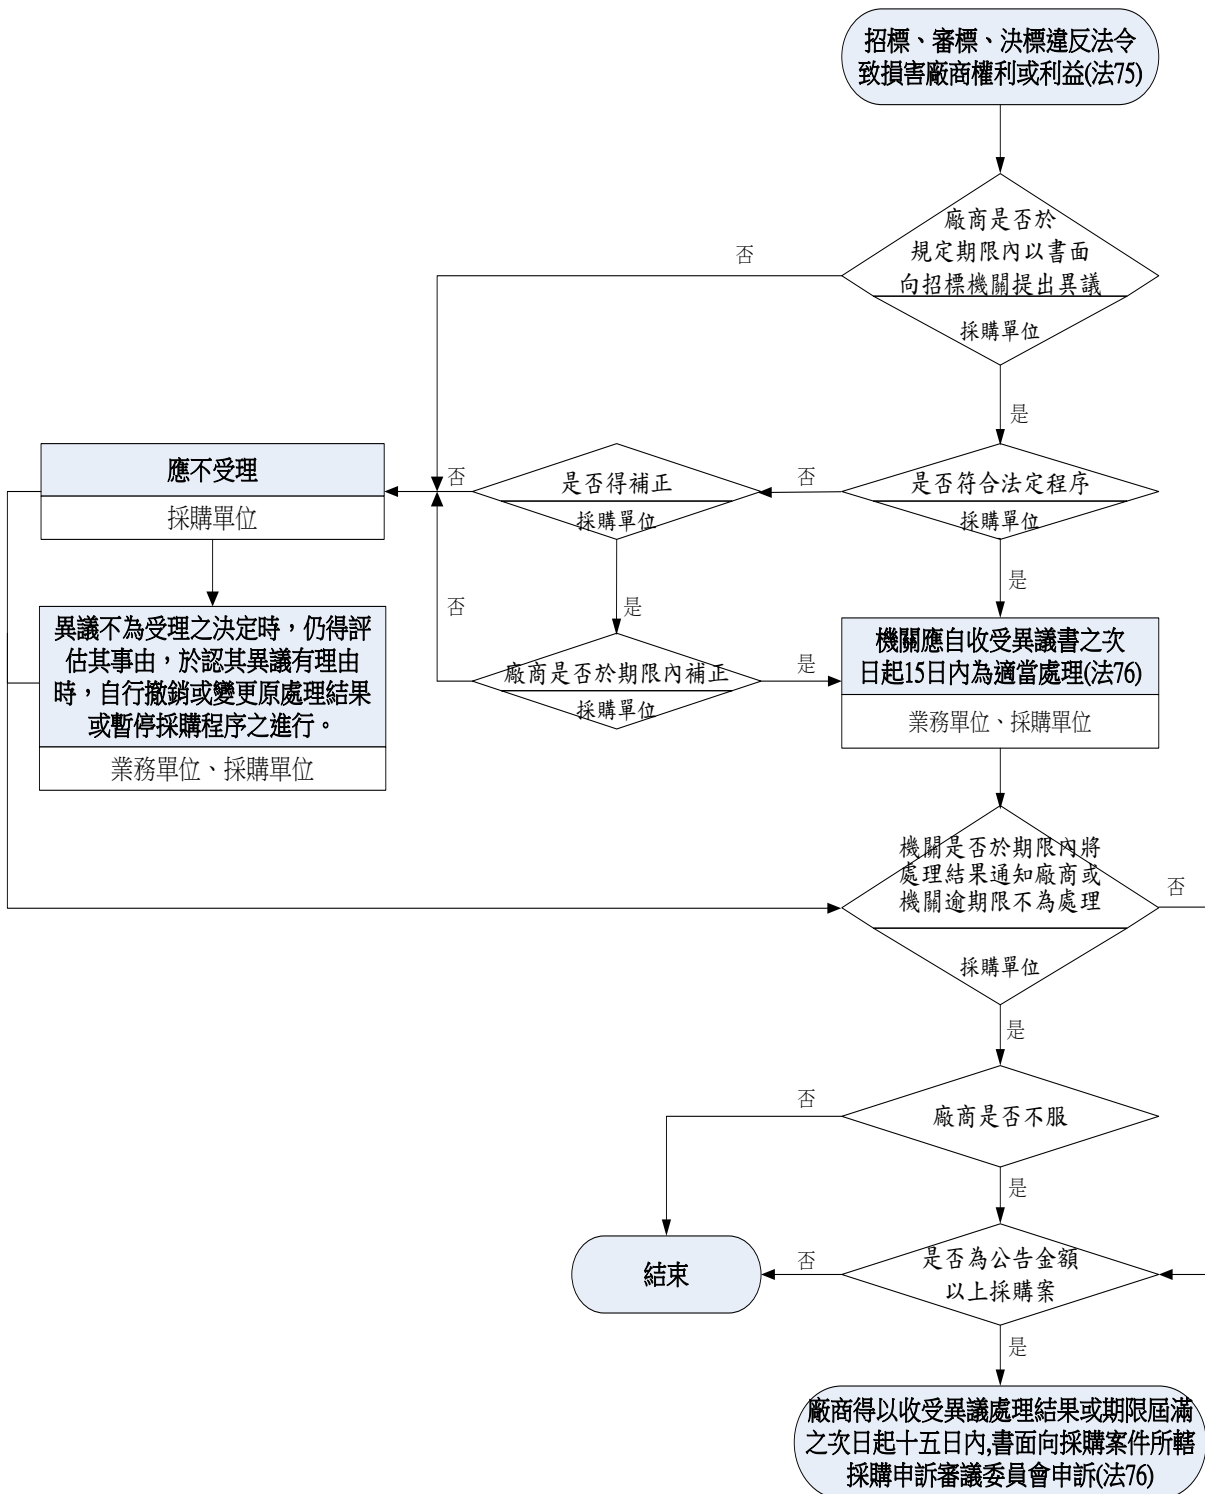 招標、審標、決標違反法令
致損害廠商權利或利益(法75)
廠商是否於
規定期限內以書面
向招標機關提出異議
採購單位
否
是
是否符合法定程序
採購單位
否
是否得補正
採購單位
否
應不受理
採購單位
是
是
異議不為受理之決定時，仍得評
估其事由，於認其異議有理由
時，自行撤銷或變更原處理結果
或暫停採購程序之進行。
業務單位、採購單位
否
廠商是否於期限內補正
採購單位
是
機關應自收受異議書之次
日起15日內為適當處理(法76)
業務單位、採購單位
機關是否於期限內將
處理結果通知廠商或
機關逾期限不為處理
採購單位
否
是
廠商是否不服
否
是
是否為公告金額
以上採購案
否
結束
是
廠商得以收受異議處理結果或期限屆滿
之次日起十五日內,書面向採購案件所轄
採購申訴審議委員會申訴(法76)